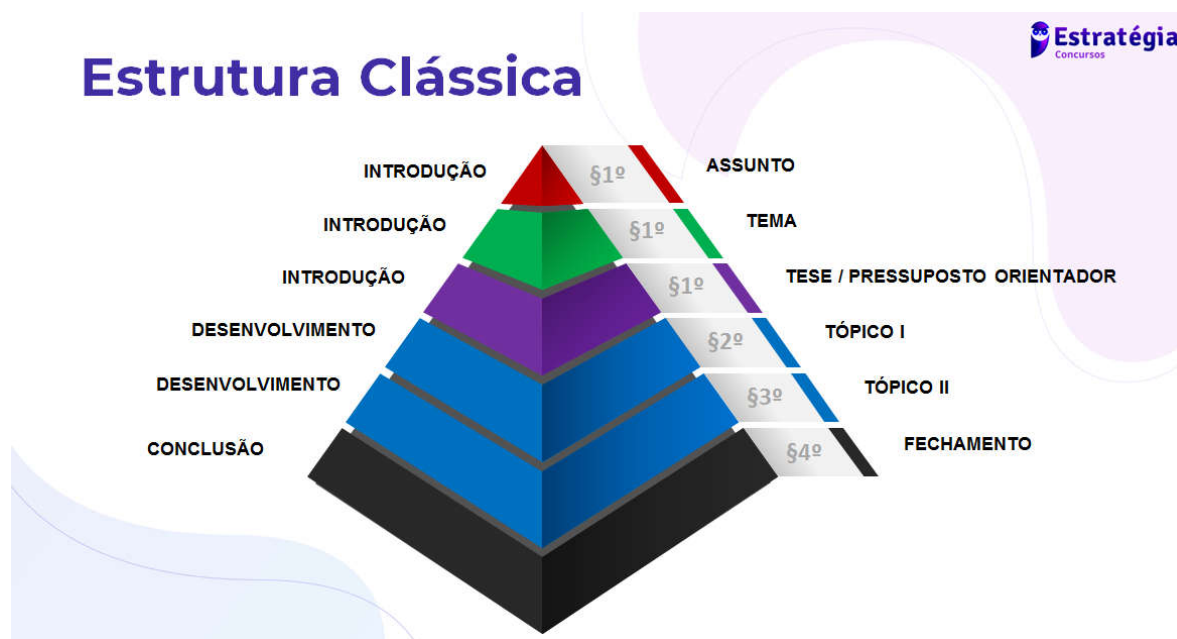 Estratégia
Concursos
Estrutura Clássica
INTRODUÇÃO §1º ASSUNTO
INTRODUÇÃO §1º TEMA
INTRODUÇÃO §1º TESE / PRESSUPOSTO ORIENTADOR
DESENVOLVIMENTO §2º TÓPICO I
DESENVOLVIMENTO §3º TÓPICO II
CONCLUSÃO §4º FECHAMENTO